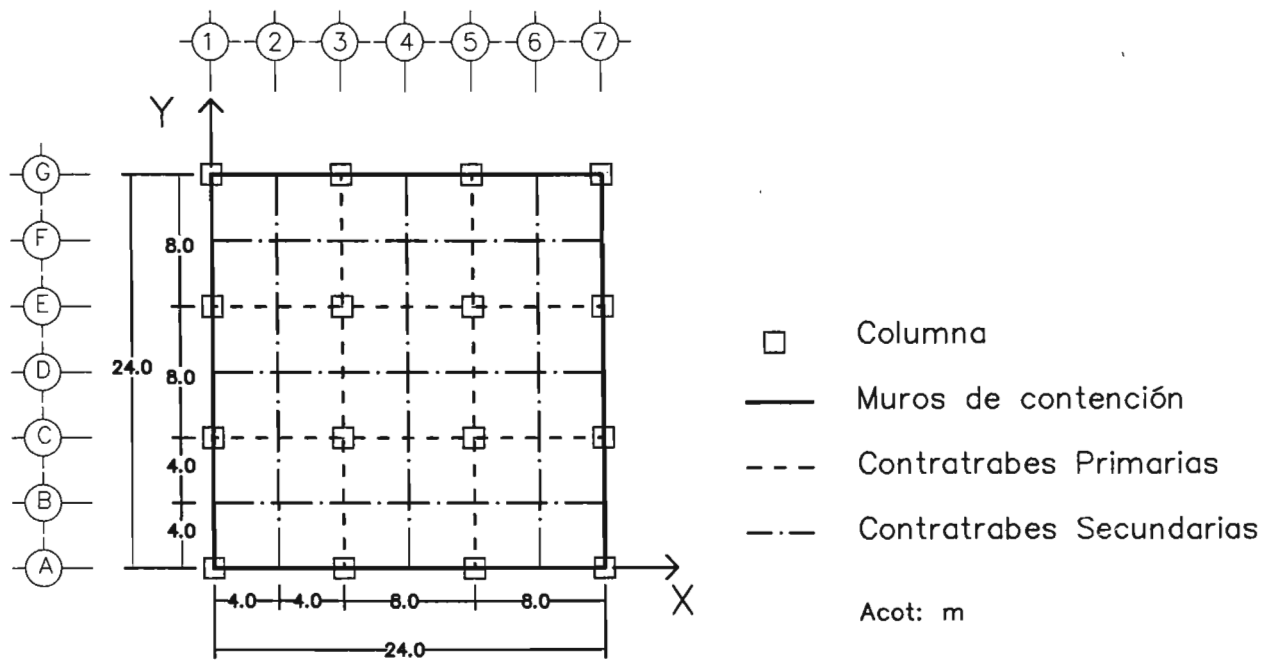 1 2 3 4 5 6 7
Y
G
F
E
D
C
B
A
8.0
24.0
8.0
4.0
4.0
4.0 4.0 8.0 8.0
X
24.0
Columna
Muros de contención
Contratrabes Primarias
Contratrabes Secundarias
Acot: m